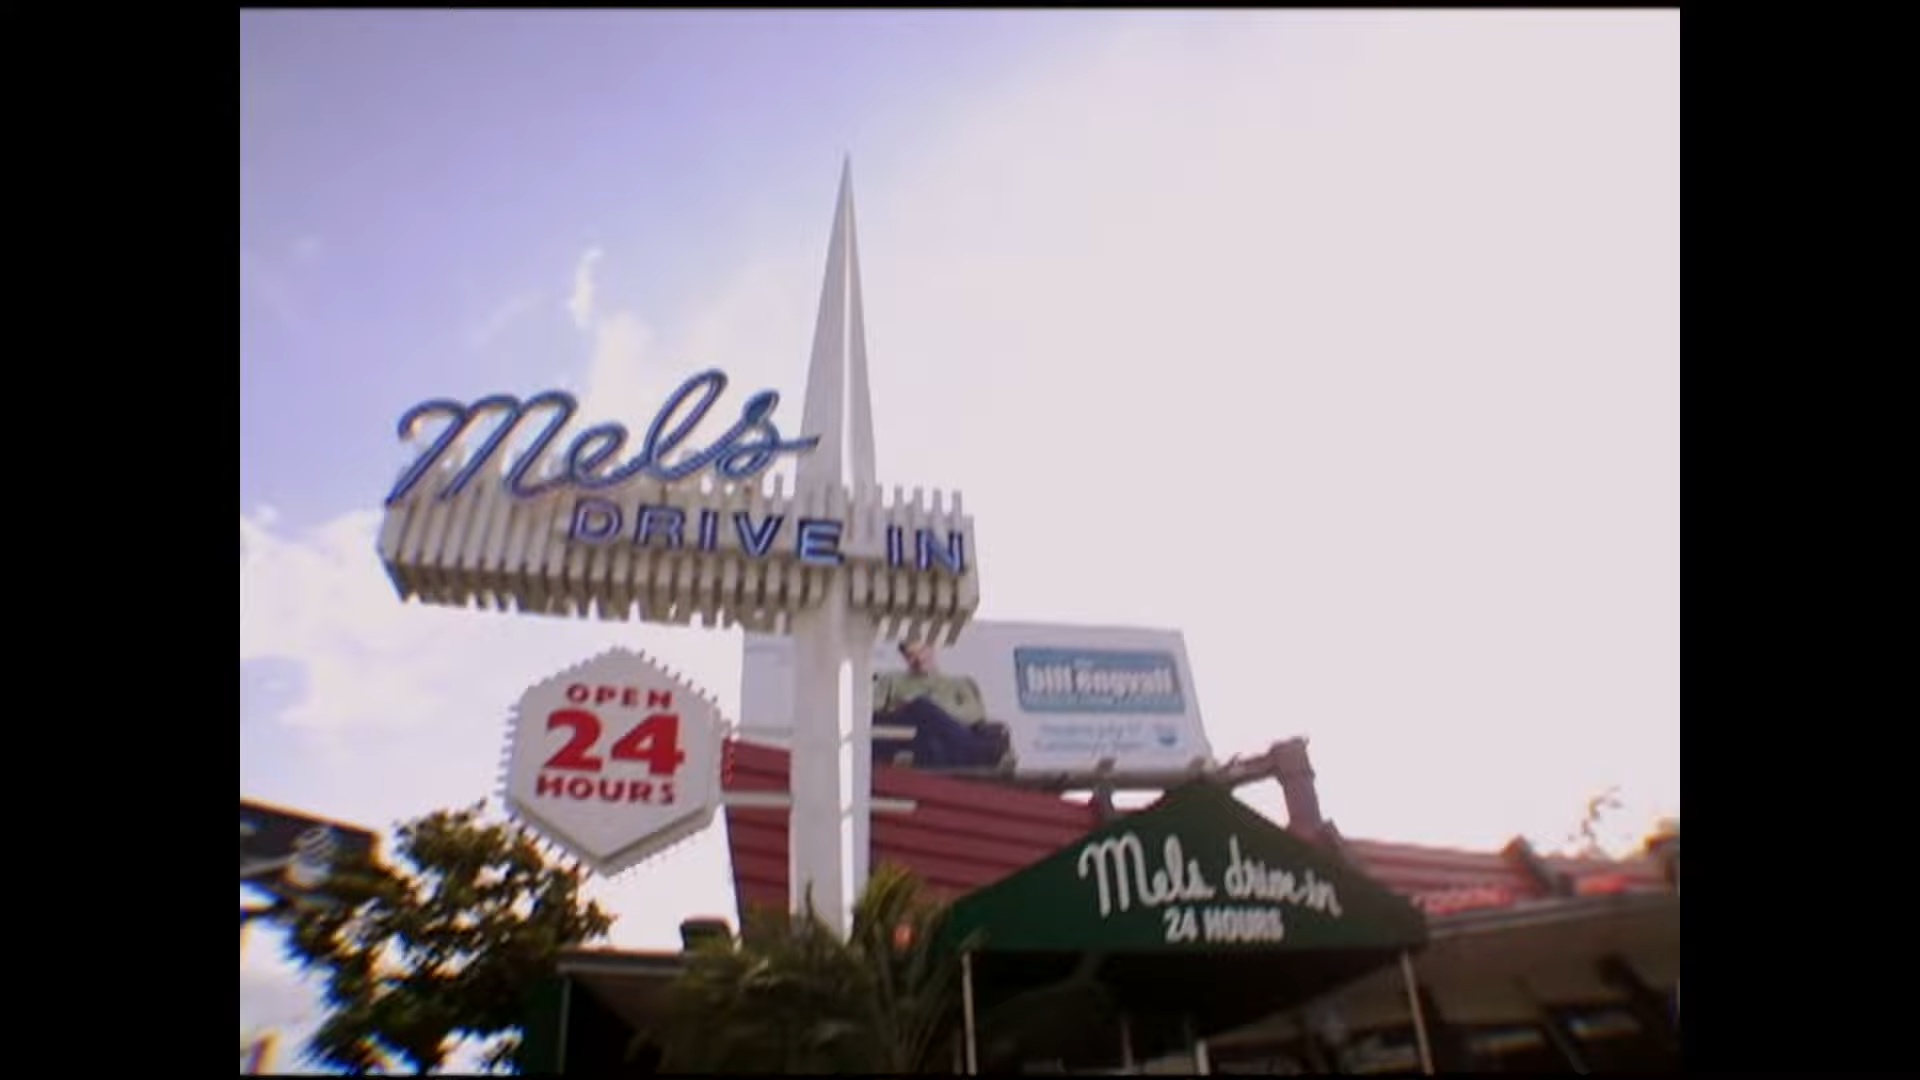 Mels
DRIVE IN
OPEN
24
HOURS
bill engvall
Mels drive-in
24 HOURS